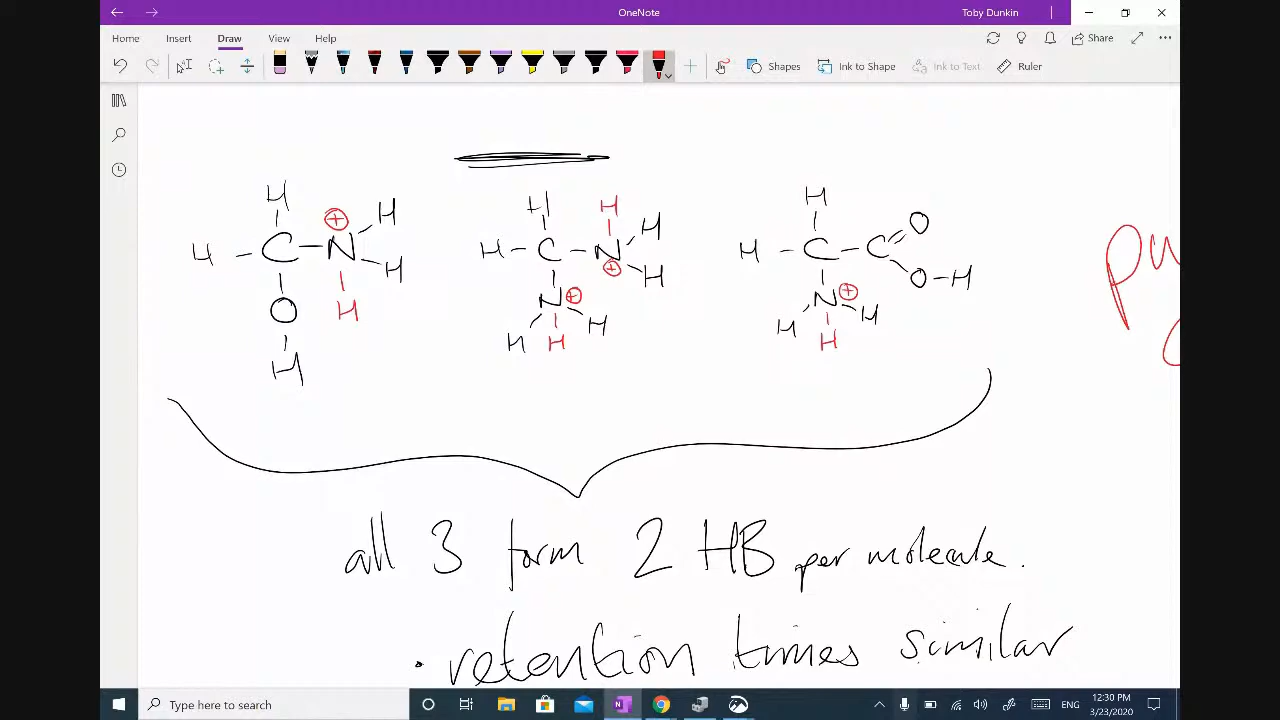 OneNote
Toby Dunkin
Home Insert Draw View Help
Share
Shapes Ink to Shape Ink to Text Ruler
H H H H H
H C N ⊕ H H C N ⊕ H H C C O
O H N ⊕ H N ⊕ O H
H H H H H H H
all 3 form 2 HB per molecule.
• retention times similar
Type here to search
ENG
12:30 PM
3/23/2020